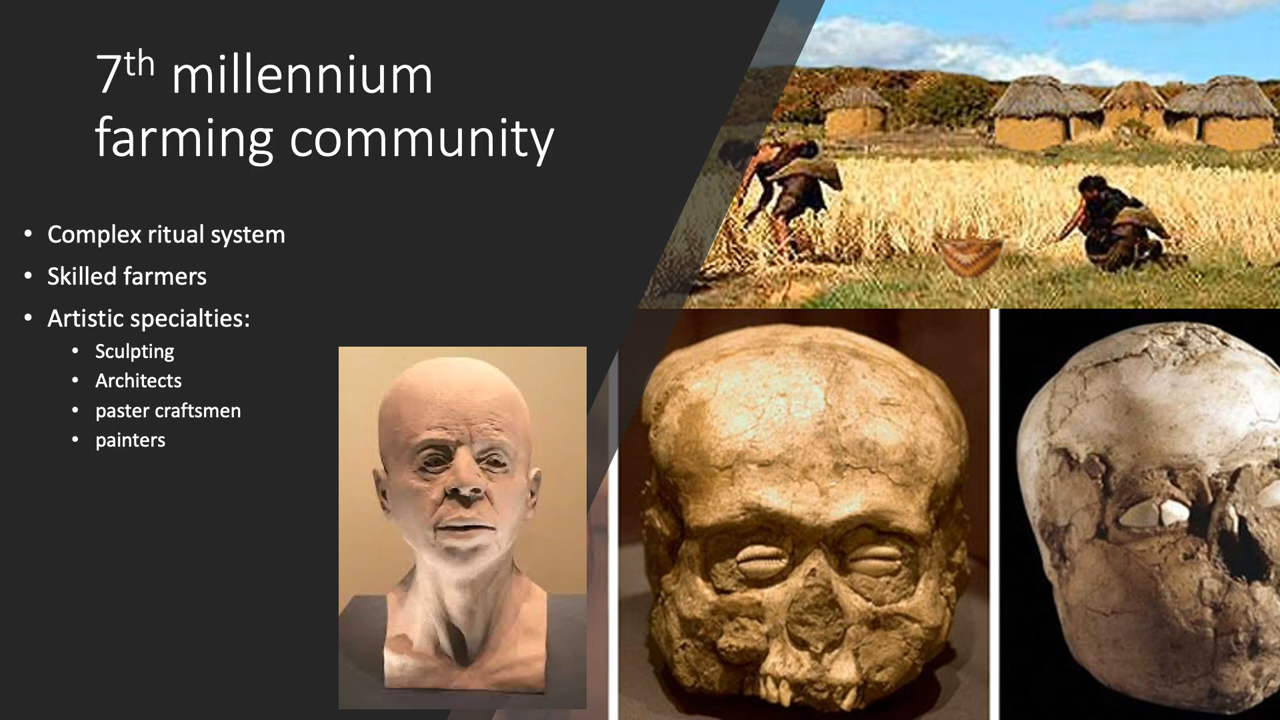 7th millennium
farming community
• Complex ritual system
• Skilled farmers
• Artistic specialties:
• Sculpting
• Architects
• paster craftsmen
• painters